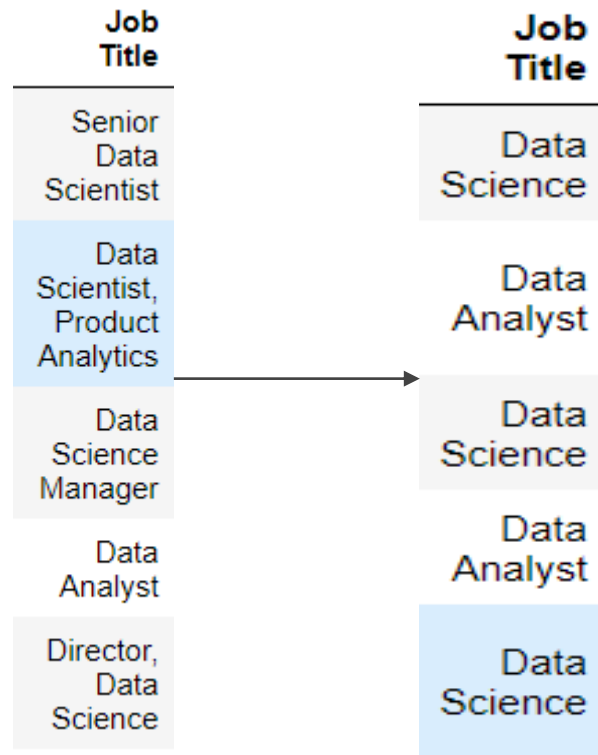 Job
Title
Senior
Data
Scientist
Data
Scientist,
Product
Analytics
Data
Science
Manager
Data
Analyst
Director,
Data
Science
Job
Title
Data
Science
Data
Analyst
Data
Science
Data
Analyst
Data
Science